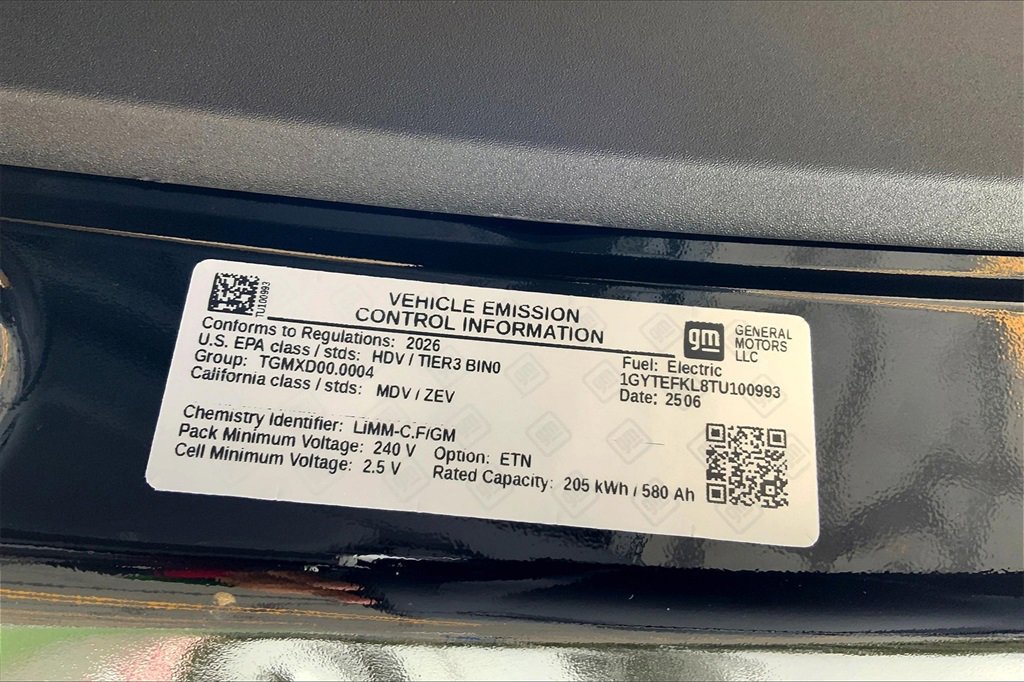 TU100993
VEHICLE EMISSION
CONTROL INFORMATION
gm
GENERAL
MOTORS
LLC
Conforms to Regulations: 2026
U.S. EPA class / stds: HDV / TIER3 BIN0
Group: TGMXD00.0004
California class / stds: MDV / ZEV
Fuel: Electric
1GYTEFKL8TU100993
Date: 2506
Chemistry Identifier: LiMM-C.F/GM
Pack Minimum Voltage: 240 V Option: ETN
Cell Minimum Voltage: 2.5 V Rated Capacity: 205 kWh / 580 Ah